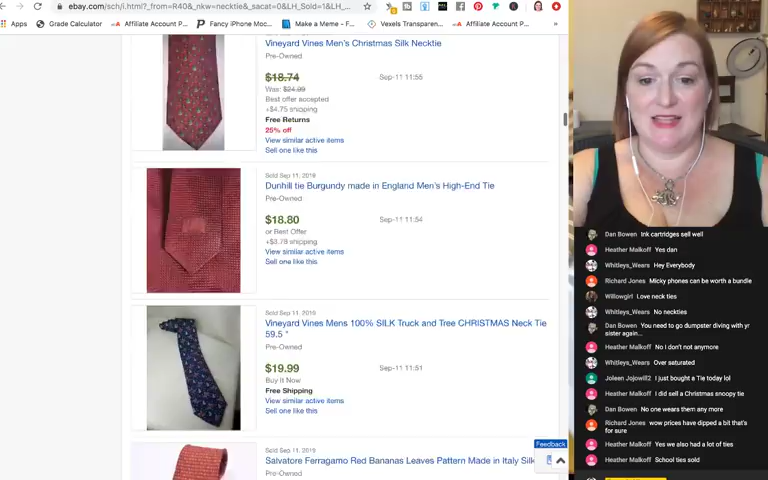 ebay.com/sch/i.html?_from=R40&_nkw=necktie&_sacat=0&LH_Sold=1&LH_...
Apps
Grade Calculator
Affiliate Account P...
Fancy iPhone Moc...
Make a Meme - F...
Vexels Transparen...
Affiliate Account P...
Vineyard Vines Men's Christmas Silk Necktie
Pre-Owned
$18.74
Sep-11 11:55
Was: $24.99
Best offer accepted
+$4.75 shipping
Free Returns
25% off
View similar active items
Sell one like this
Sold Sep 11, 2019
Dunhill tie Burgundy made in England Men's High-End Tie
Pre-Owned
$18.80
Sep-11 11:54
or Best Offer
+$3.78 shipping
View similar active items
Sell one like this
Sold Sep 11, 2019
Vineyard Vines Mens 100% SILK Truck and Tree CHRISTMAS Neck Tie
59.5 "
Pre-Owned
$19.99
Sep-11 11:51
Buy It Now
Free Shipping
View similar active items
Sell one like this
Sold Sep 11, 2019
Salvatore Ferragamo Red Bananas Leaves Pattern Made in Italy Silk
Pre-Owned
Feedback
Dan Bowen Ink cartridges sell well
Heather Malkoff Yes dan
Whitleys_Wears Hey Everybody
Richard Jones Micky phones can be worth a bundle
Willowgirl Love neck ties
Whitleys_Wears No neckties
Dan Bowen You need to go dumpster diving with yr
sister again...
Heather Malkoff No I don't not anymore
Whitleys_Wears Over saturated
Joleen Jojowill2 I just bought a Tie today lol
Heather Malkoff I did sell a Christmas snoopy tie
Dan Bowen No one wears them any more
Richard Jones wow prices have dipped a bit that's
for sure
Heather Malkoff Yes we also had a lot of ties
Heather Malkoff School ties sold